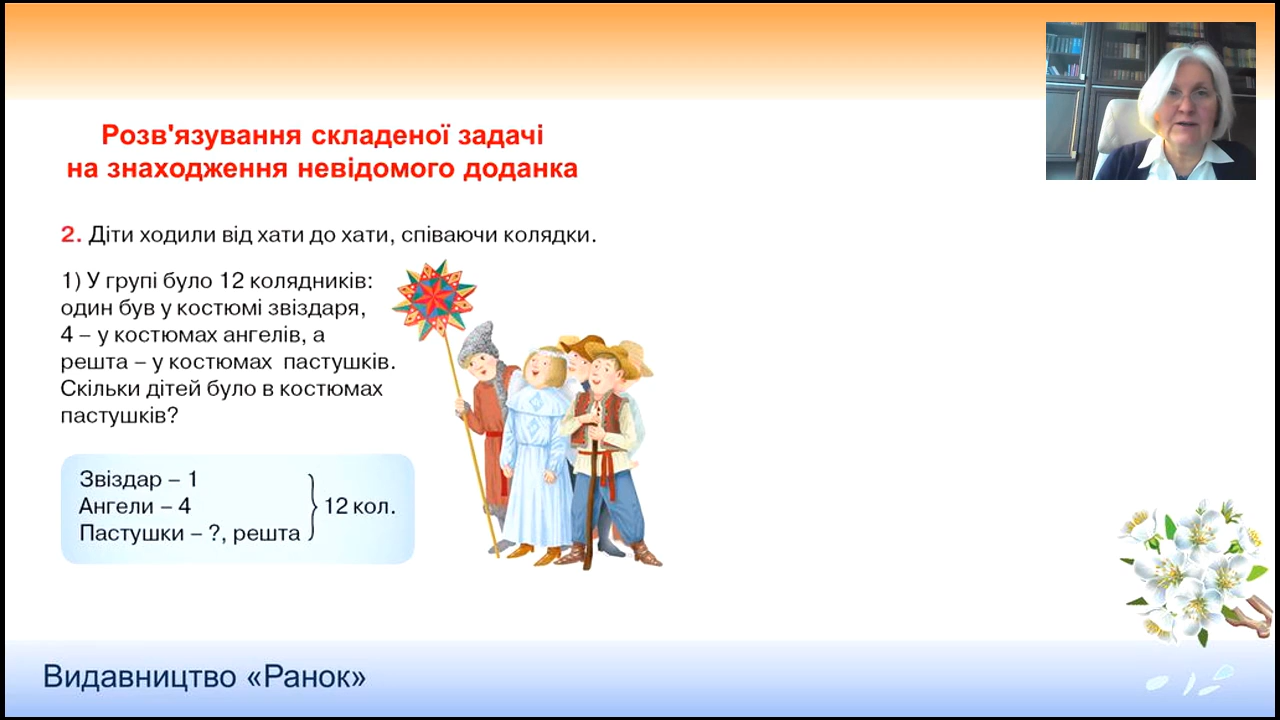 Розв'язування складеної задачі
на знаходження невідомого доданка
2. Діти ходили від хати до хати, співаючи колядки.
1) У групі було 12 колядників:
один був у костюмі звіздаря,
4 – у костюмах ангелів, а
решта – у костюмах пастушків.
Скільки дітей було в костюмах
пастушків?
Звіздар – 1
Ангели – 4
Пастушки – ?, решта
12 кол.
Видавництво «Ранок»